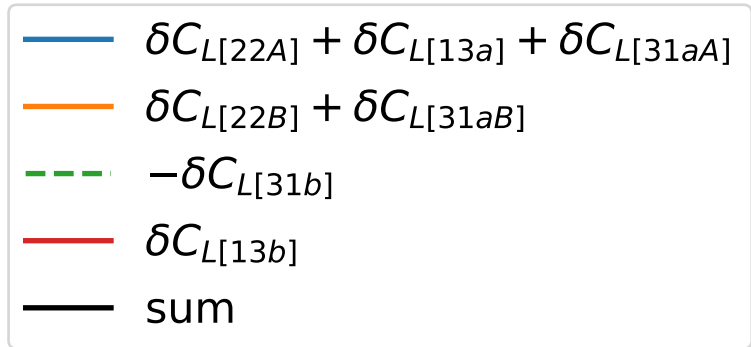 δC_{L[22A]} + δC_{L[13a]} + δC_{L[31aA]}
δC_{L[22B]} + δC_{L[31aB]}
−δC_{L[31b]}
δC_{L[13b]}
sum